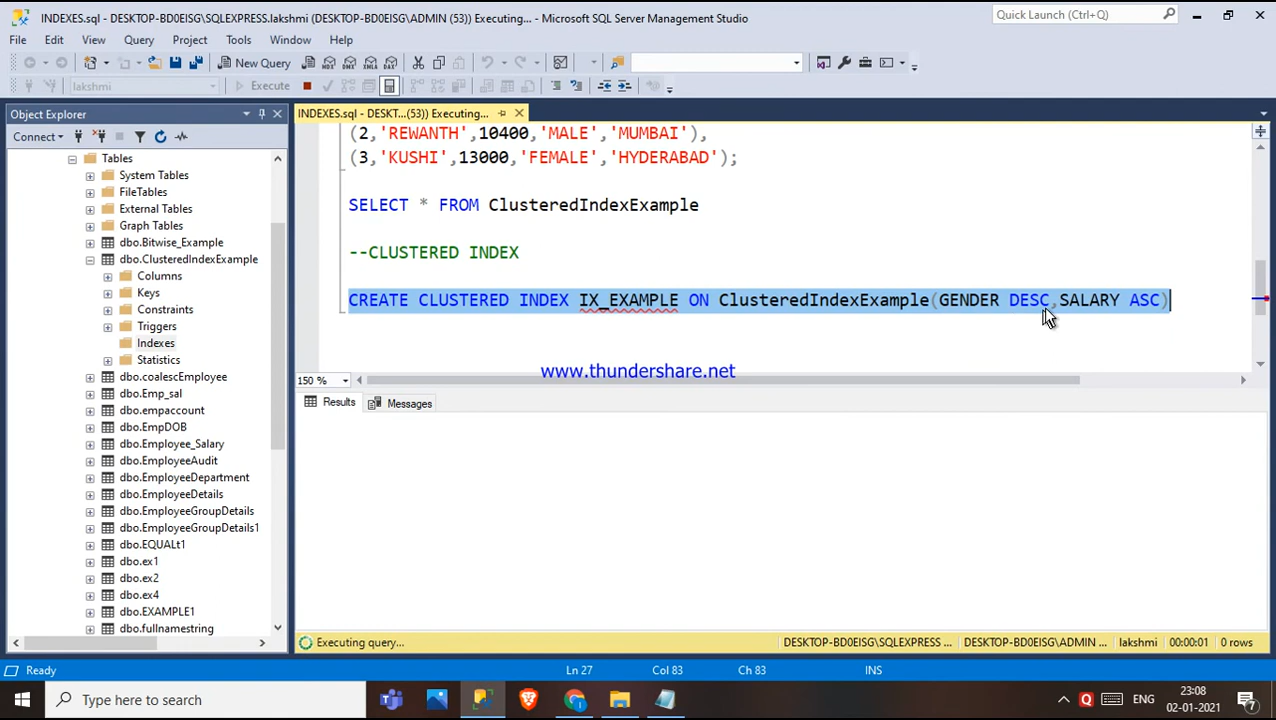 INDEXES.sql - DESKTOP-BD0EISG\SQLEXPRESS.lakshmi (DESKTOP-BD0EISG\ADMIN (53)) Executing... - Microsoft SQL Server Management Studio
Quick Launch (Ctrl+Q)
File Edit View Query Project Tools Window Help
New Query
lakshmi
Execute
Object Explorer
INDEXES.sql - DESKT...(53)) Executing...
Connect
Tables
System Tables
FileTables
External Tables
Graph Tables
dbo.Bitwise_Example
dbo.ClusteredIndexExample
Columns
Keys
Constraints
Triggers
Indexes
Statistics
dbo.coalescEmployee
dbo.Emp_sal
dbo.empaccount
dbo.EmpDOB
dbo.Employee_Salary
dbo.EmployeeAudit
dbo.EmployeeDepartment
dbo.EmployeeDetails
dbo.EmployeeGroupDetails
dbo.EmployeeGroupDetails1
dbo.EQUALt1
dbo.ex1
dbo.ex2
dbo.ex4
dbo.EXAMPLE1
dbo.fullnamestring
(2,'REWANTH',10400,'MALE','MUMBAI'),
(3,'KUSHI',13000,'FEMALE','HYDERABAD');
SELECT * FROM ClusteredIndexExample
--CLUSTERED INDEX
CREATE CLUSTERED INDEX IX_EXAMPLE ON ClusteredIndexExample(GENDER DESC,SALARY ASC)
www.thundershare.net
150 %
Results Messages
Executing query... DESKTOP-BD0EISG\SQLEXPRESS ... DESKTOP-BD0EISG\ADMIN ... lakshmi 00:00:01 0 rows
Ready Ln 27 Col 83 Ch 83 INS
Type here to search
ENG
23:08
02-01-2021
7